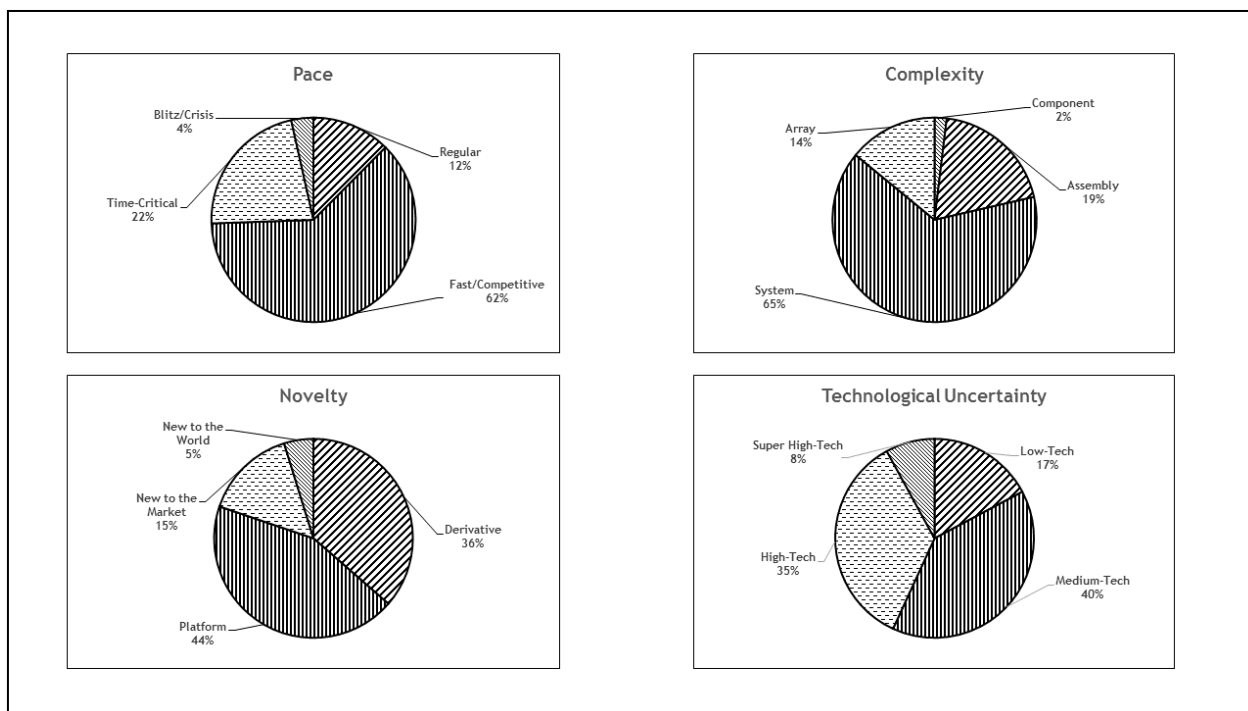 Pace
Blitz/Crisis
4%
Regular
12%
Time-Critical
22%
Fast/Competitive
62%
Complexity
Component
2%
Array
14%
Assembly
19%
System
65%
Novelty
New to the
World
5%
New to the
Market
15%
Derivative
36%
Platform
44%
Technological Uncertainty
Super High-Tech
8%
Low-Tech
17%
High-Tech
35%
Medium-Tech
40%